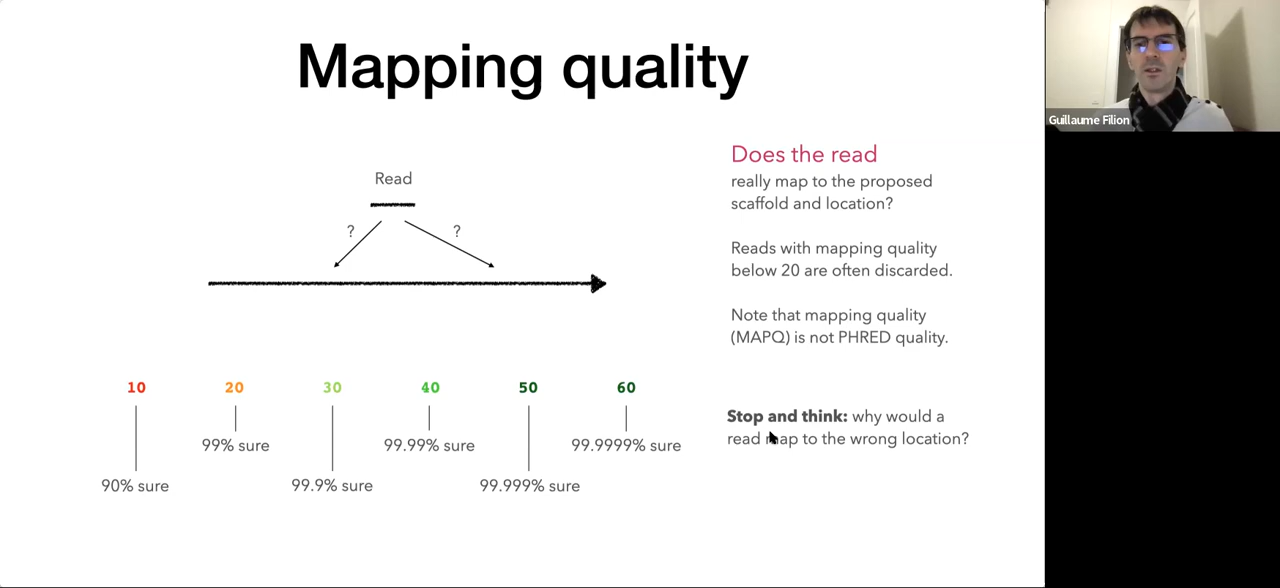 Mapping quality
Guillaume Filion
Read
?
?
Does the read
really map to the proposed
scaffold and location?
Reads with mapping quality
below 20 are often discarded.
Note that mapping quality
(MAPQ) is not PHRED quality.
10
20
30
40
50
60
99% sure
99.99% sure
99.9999% sure
90% sure
99.9% sure
99.999% sure
Stop and think: why would a
read map to the wrong location?